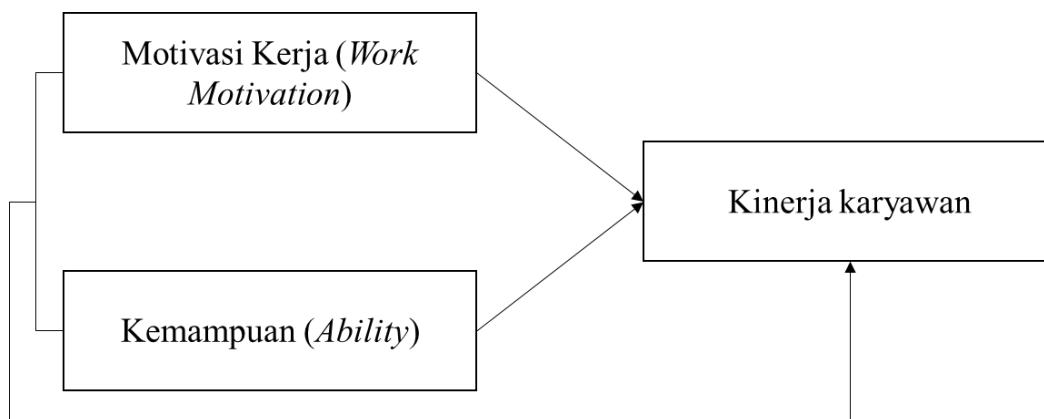 Motivasi Kerja (Work
Motivation)
Kinerja karyawan
Kemampuan (Ability)